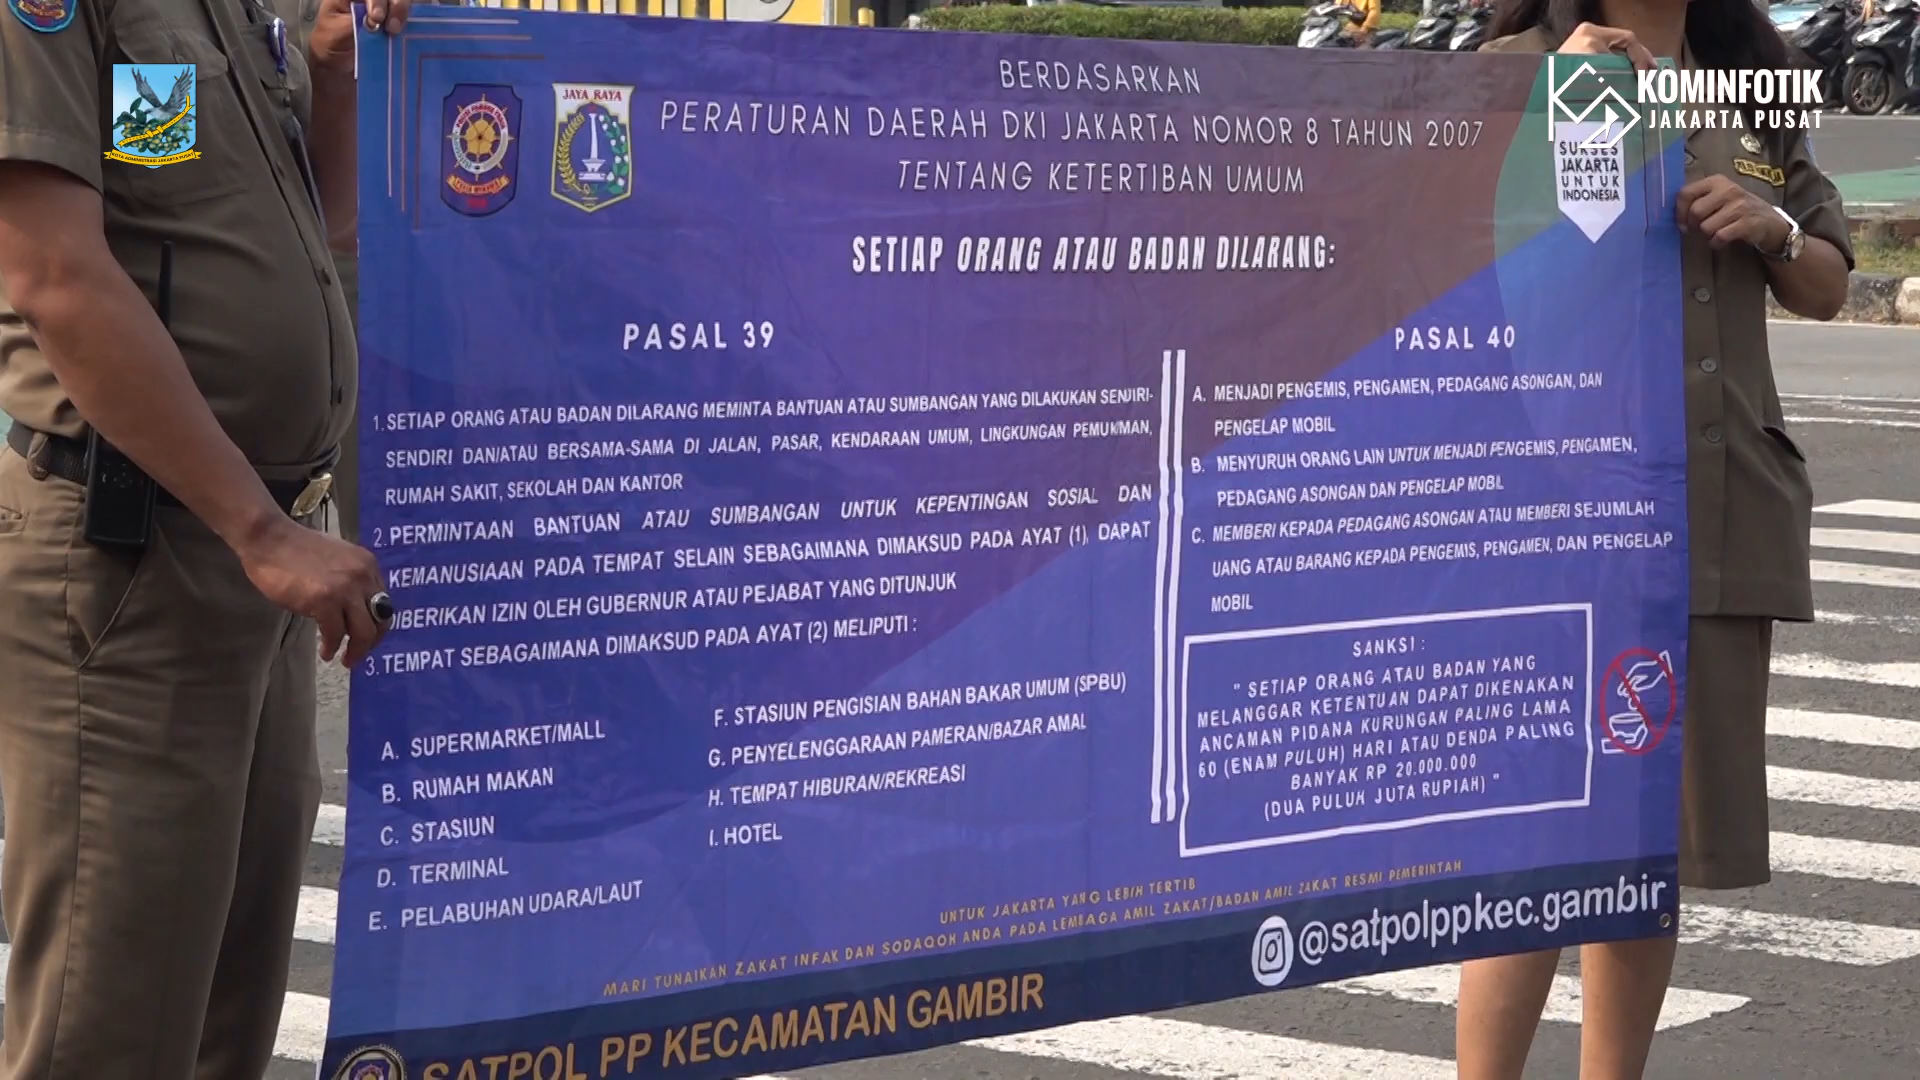 KOTA ADMINISTRASI JAKARTA PUSAT
KOMINFOTIK
JAKARTA PUSAT
JAYA RAYA
BERDASARKAN
PERATURAN DAERAH DKI JAKARTA NOMOR 8 TAHUN 2007
TENTANG KETERTIBAN UMUM
SUKSES
JAKARTA
UNTUK
INDONESIA
SETIAP ORANG ATAU BADAN DILARANG:
PASAL 39
1. SETIAP ORANG ATAU BADAN DILARANG MEMINTA BANTUAN ATAU SUMBANGAN YANG DILAKUKAN SENDIRI-
SENDIRI DAN/ATAU BERSAMA-SAMA DI JALAN, PASAR, KENDARAAN UMUM, LINGKUNGAN PEMUKIMAN,
RUMAH SAKIT, SEKOLAH DAN KANTOR
2. PERMINTAAN BANTUAN ATAU SUMBANGAN UNTUK KEPENTINGAN SOSIAL DAN
KEMANUSIAAN PADA TEMPAT SELAIN SEBAGAIMANA DIMAKSUD PADA AYAT (1), DAPAT
DIBERIKAN IZIN OLEH GUBERNUR ATAU PEJABAT YANG DITUNJUK
3. TEMPAT SEBAGAIMANA DIMAKSUD PADA AYAT (2) MELIPUTI :
A. SUPERMARKET/MALL
B. RUMAH MAKAN
C. STASIUN
D. TERMINAL
E. PELABUHAN UDARA/LAUT
F. STASIUN PENGISIAN BAHAN BAKAR UMUM (SPBU)
G. PENYELENGGARAAN PAMERAN/BAZAR AMAL
H. TEMPAT HIBURAN/REKREASI
I. HOTEL
PASAL 40
A. MENJADI PENGEMIS, PENGAMEN, PEDAGANG ASONGAN, DAN
PENGELAP MOBIL
B. MENYURUH ORANG LAIN UNTUK MENJADI PENGEMIS, PENGAMEN,
PEDAGANG ASONGAN DAN PENGELAP MOBIL
C. MEMBERI KEPADA PEDAGANG ASONGAN ATAU MEMBERI SEJUMLAH
UANG ATAU BARANG KEPADA PENGEMIS, PENGAMEN, DAN PENGELAP
MOBIL
SANKSI :
" SETIAP ORANG ATAU BADAN YANG
MELANGGAR KETENTUAN DAPAT DIKENAKAN
ANCAMAN PIDANA KURUNGAN PALING LAMA
60 (ENAM PULUH) HARI ATAU DENDA PALING
BANYAK RP 20.000.000
(DUA PULUH JUTA RUPIAH) "
UNTUK JAKARTA YANG LEBIH TERTIB
MARI TUNAIKAN ZAKAT INFAK DAN SODAQOH ANDA PADA LEMBAGA AMIL ZAKAT/BADAN AMIL ZAKAT RESMI PEMERINTAH
SATPOL PP KECAMATAN GAMBIR
@satpolppkec.gambir